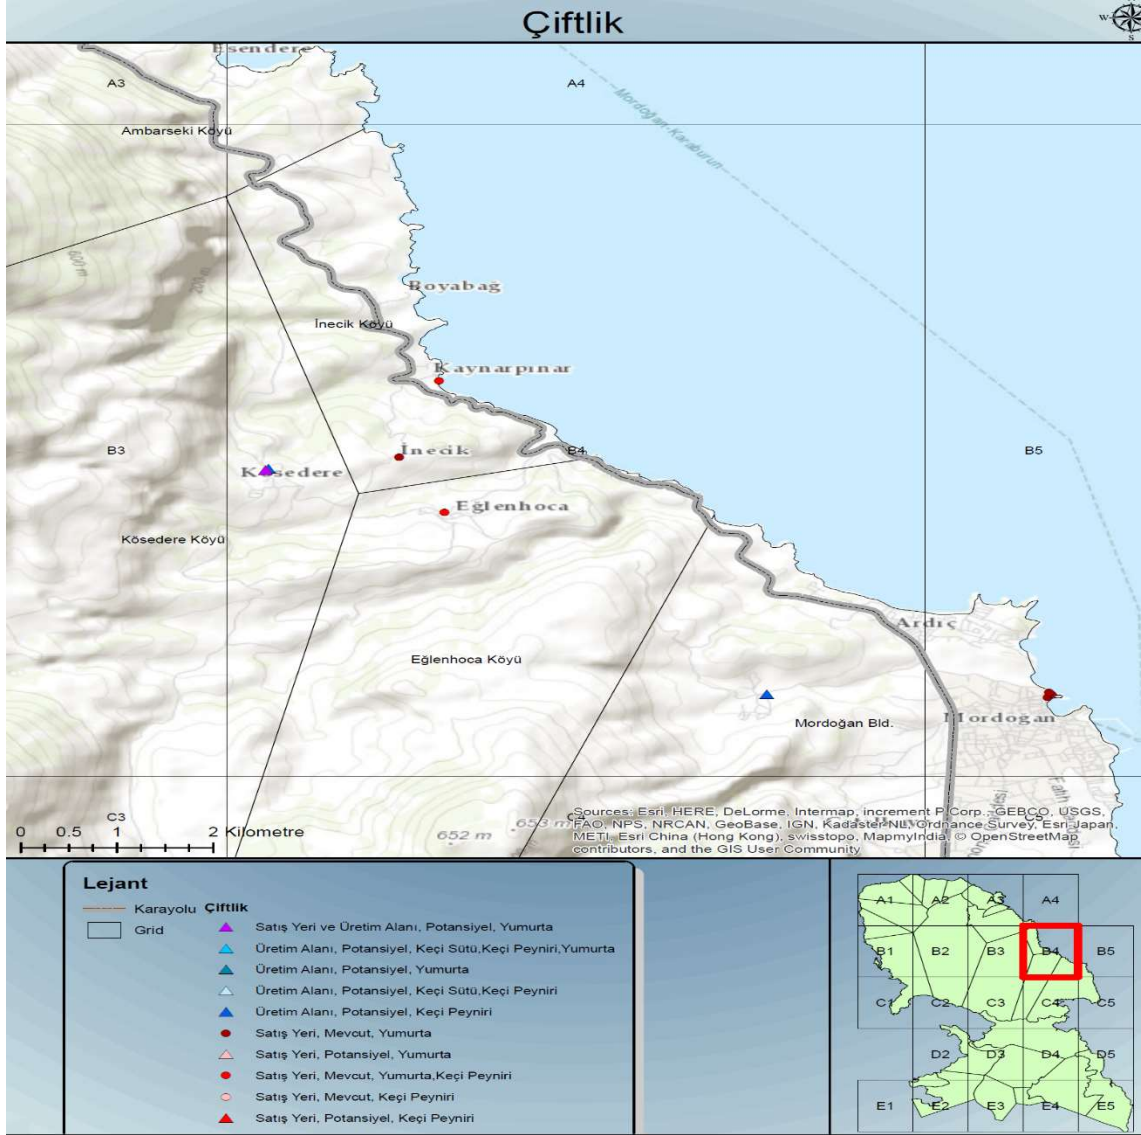 Çiftlik
W
S
Esendere
A3
A4
Ambarseki Köyü
Mordoğan-Karaburun
600 m
200 m
Boyabağ
İnecik Köyü
Kaynarpınar
B3
İnecik
B4
B5
Kösedere
Eğlenhoca
Kösedere Köyü
Ardıç
Eğlenhoca Köyü
Mordoğan Bld.
Mordoğan
Fatih
C3
C4
C5
0 0.5 1 2 Kilometre
652 m
653 m
Sources: Esri, HERE, DeLorme, Intermap, increment P Corp., GEBCO, USGS,
FAO, NPS, NRCAN, GeoBase, IGN, Kadaster NL, Ordnance Survey, Esri Japan,
METI, Esri China (Hong Kong), swisstopo, MapmyIndia, © OpenStreetMap
contributors, and the GIS User Community
Lejant
Karayolu
Grid
Çiftlik
Satış Yeri ve Üretim Alanı, Potansiyel, Yumurta
Üretim Alanı, Potansiyel, Keçi Sütü,Keçi Peyniri,Yumurta
Üretim Alanı, Potansiyel, Yumurta
Üretim Alanı, Potansiyel, Keçi Sütü,Keçi Peyniri
Üretim Alanı, Potansiyel, Keçi Peyniri
Satış Yeri, Mevcut, Yumurta
Satış Yeri, Potansiyel, Yumurta
Satış Yeri, Mevcut, Yumurta,Keçi Peyniri
Satış Yeri, Mevcut, Keçi Peyniri
Satış Yeri, Potansiyel, Keçi Peyniri
A1 A2 A3 A4
B1 B2 B3 B4 B5
C1 C2 C3 C4 C5
D2 D3 D4 D5
E1 E2 E3 E4 E5